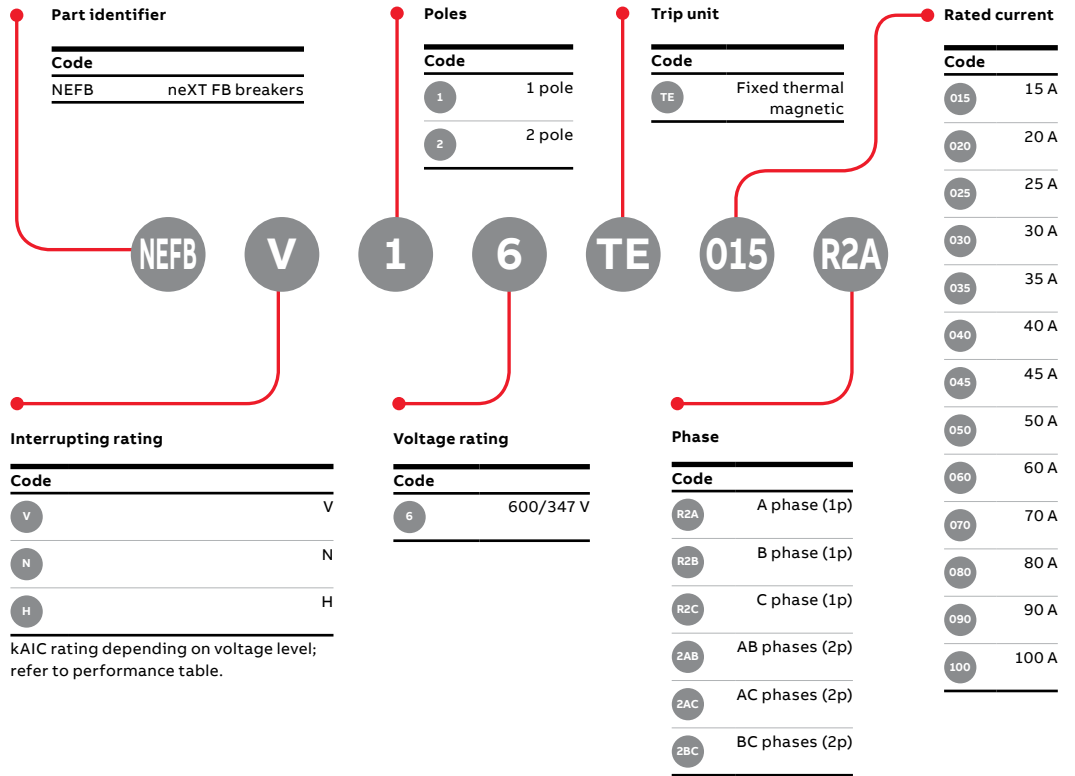 Part identifier
Code
NEFB neXT FB breakers
Poles
Code
1 1 pole
2 2 pole
Trip unit
Code
TE Fixed thermal
magnetic
Rated current
Code
015 15 A
020 20 A
025 25 A
030 30 A
035 35 A
040 40 A
045 45 A
050 50 A
060 60 A
070 70 A
080 80 A
090 90 A
100 100 A
NEFB V 1 6 TE 015 R2A
Interrupting rating
Code
V V
N N
H H
kAIC rating depending on voltage level;
refer to performance table.
Voltage rating
Code
6 600/347 V
Phase
Code
R2A A phase (1p)
R2B B phase (1p)
R2C C phase (1p)
2AB AB phases (2p)
2AC AC phases (2p)
2BC BC phases (2p)